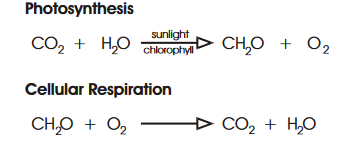 Photosynthesis
CO₂ + H₂O sunlight chlorophyll CH₂O + O₂
Cellular Respiration
CH₂O + O₂ CO₂ + H₂O